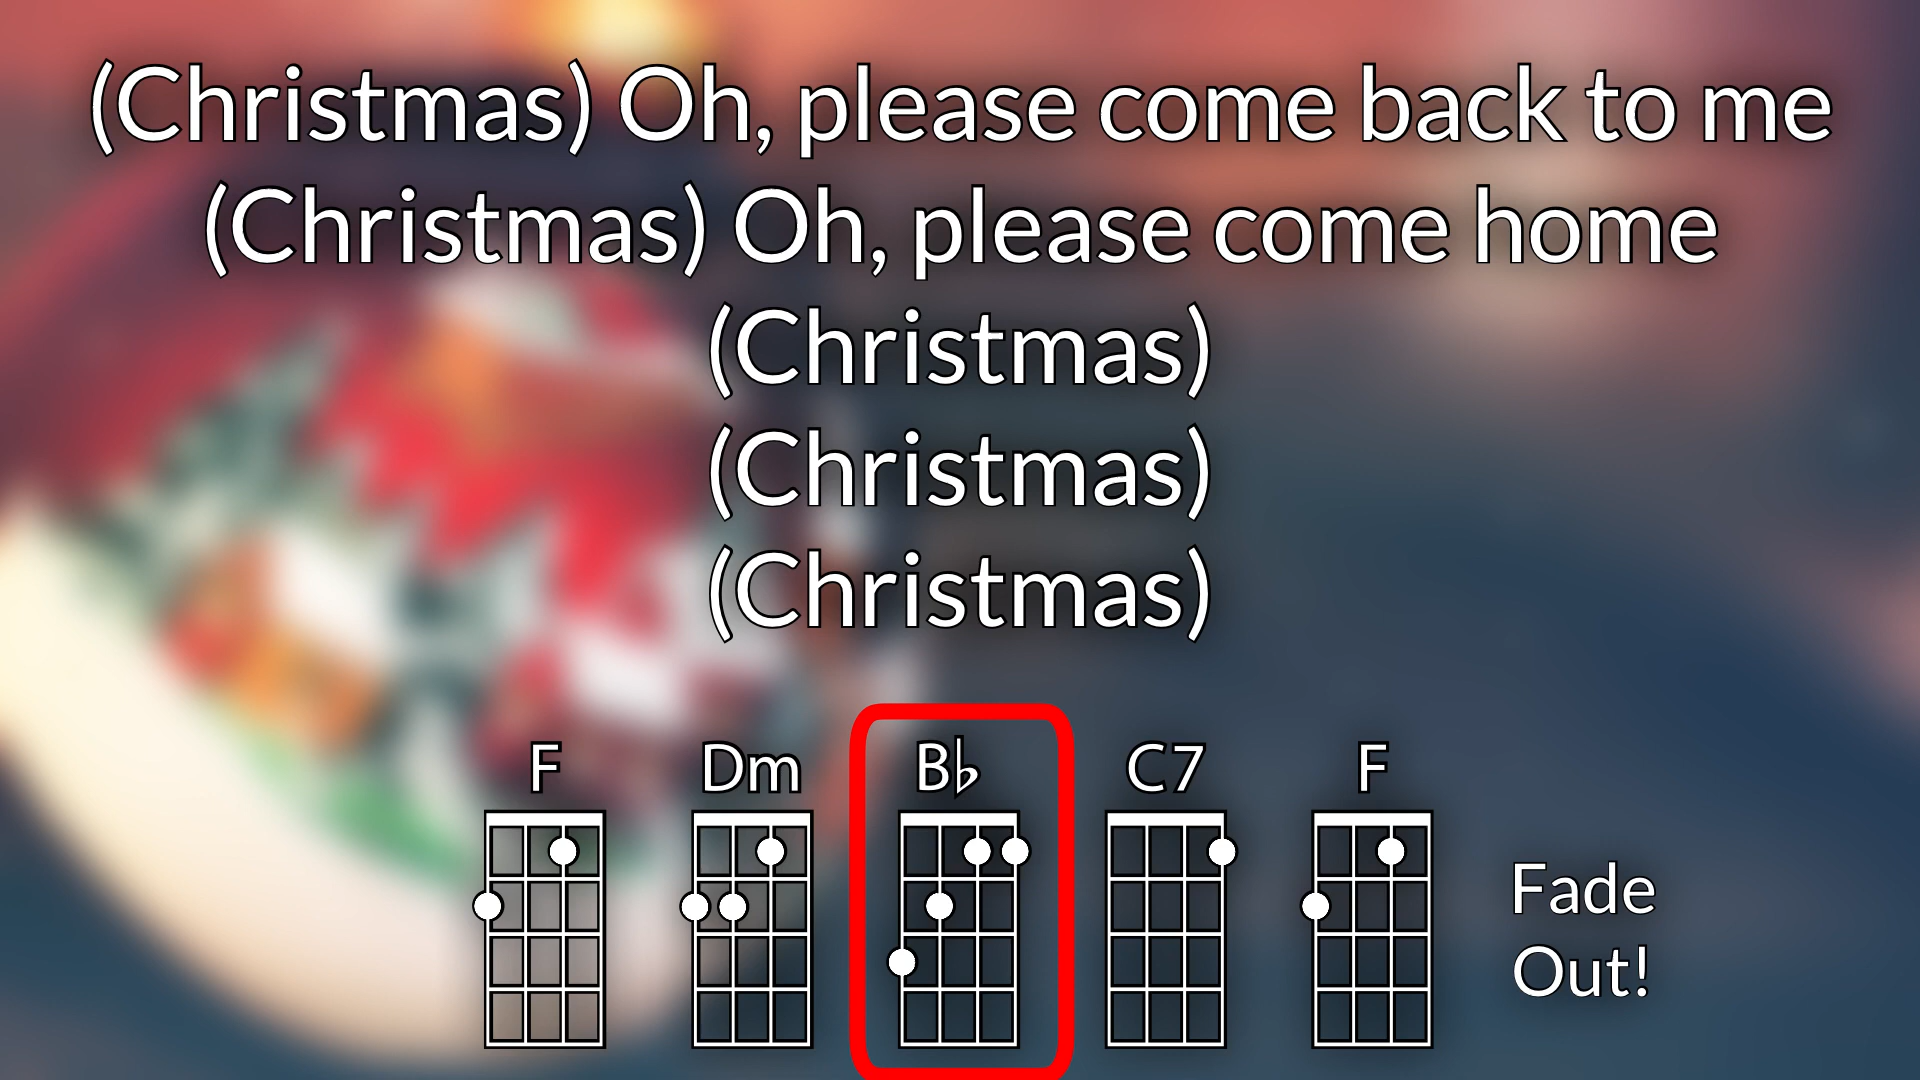 (Christmas) Oh, please come back to me
(Christmas) Oh, please come home
(Christmas)
(Christmas)
(Christmas)
F Dm B♭ C7 F
Fade
Out!